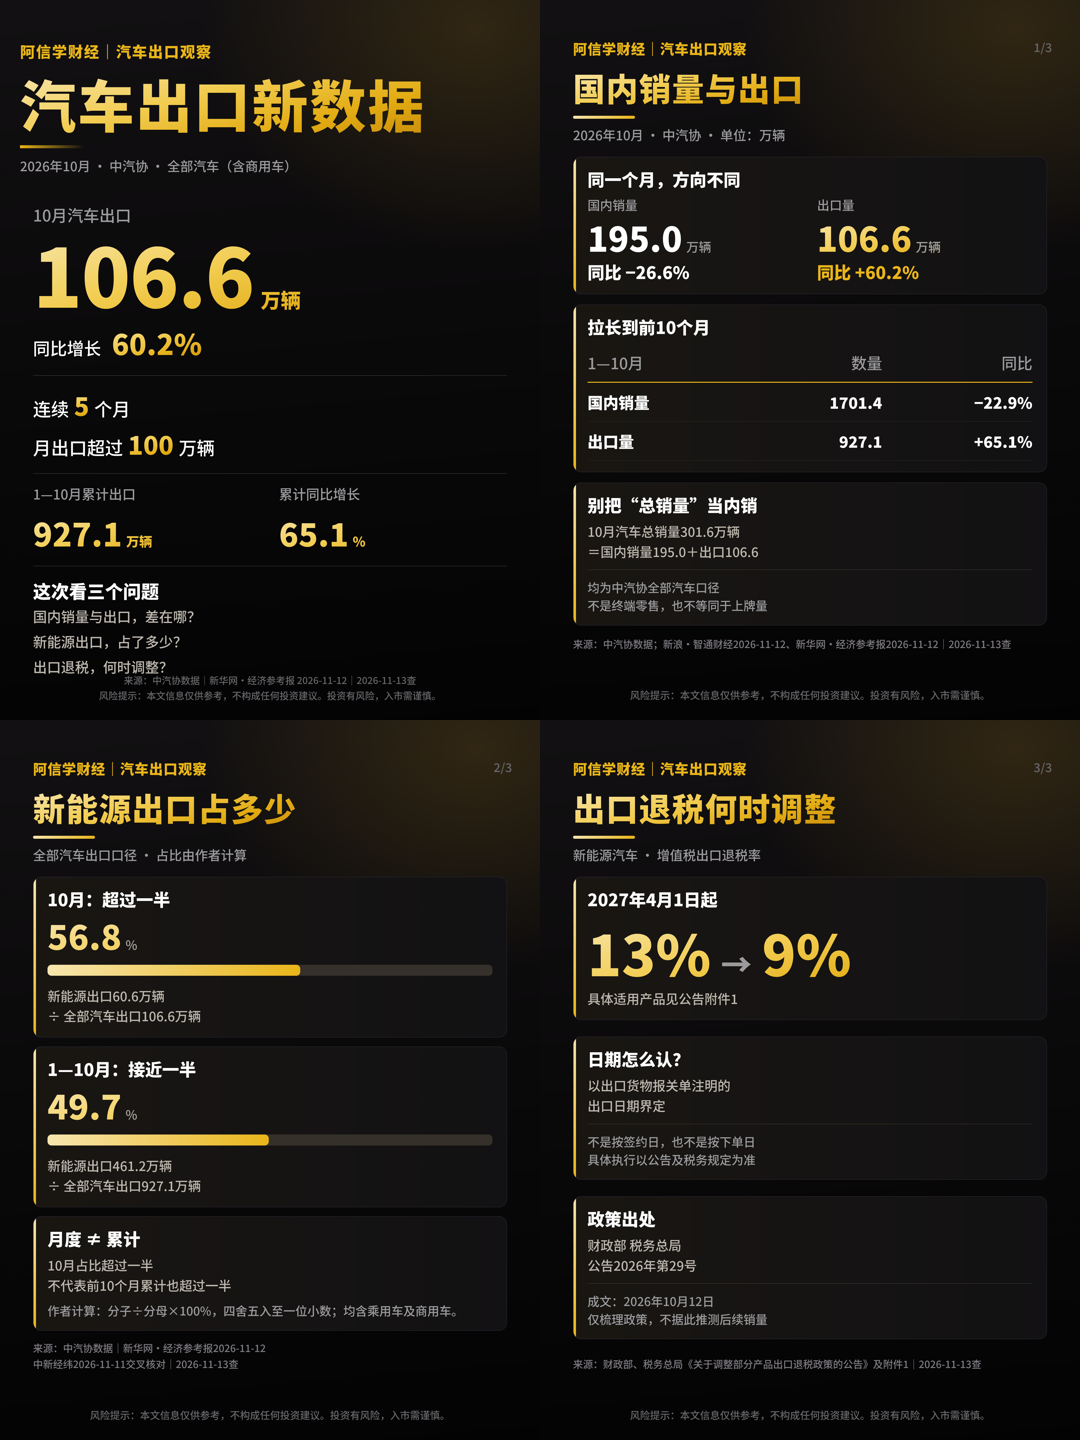 阿信学财经｜汽车出口观察
汽车出口新数据
2026年10月 · 中汽协 · 全部汽车（含商用车）
10月汽车出口
106.6 万辆
同比增长 60.2%
连续 5 个月
月出口超过 100 万辆
1—10月累计出口 累计同比增长
927.1 万辆 65.1 %
这次看三个问题
国内销量与出口，差在哪？
新能源出口，占了多少？
出口退税，何时调整？
来源：中汽协数据｜新华网·经济参考报 2026-11-12｜2026-11-13查
风险提示：本文信息仅供参考，不构成任何投资建议。投资有风险，入市需谨慎。
阿信学财经｜汽车出口观察 1/3
国内销量与出口
2026年10月 · 中汽协 · 单位：万辆
同一个月，方向不同
国内销量 出口量
195.0 万辆 106.6 万辆
同比 −26.6% 同比 +60.2%
拉长到前10个月
1—10月 数量 同比
国内销量 1701.4 −22.9%
出口量 927.1 +65.1%
别把“总销量”当内销
10月汽车总销量301.6万辆
＝国内销量195.0＋出口106.6
均为中汽协全部汽车口径
不是终端零售，也不等同于上牌量
来源：中汽协数据；新浪·智通财经2026-11-12、新华网·经济参考报2026-11-12｜2026-11-13查
风险提示：本文信息仅供参考，不构成任何投资建议。投资有风险，入市需谨慎。
阿信学财经｜汽车出口观察 2/3
新能源出口占多少
全部汽车出口口径 · 占比由作者计算
10月：超过一半
56.8 %
新能源出口60.6万辆
÷ 全部汽车出口106.6万辆
1—10月：接近一半
49.7 %
新能源出口461.2万辆
÷ 全部汽车出口927.1万辆
月度 ≠ 累计
10月占比超过一半
不代表前10个月累计也超过一半
作者计算：分子÷分母×100%，四舍五入至一位小数；均含乘用车及商用车。
来源：中汽协数据｜新华网·经济参考报2026-11-12
中新经纬2026-11-11交叉核对｜2026-11-13查
风险提示：本文信息仅供参考，不构成任何投资建议。投资有风险，入市需谨慎。
阿信学财经｜汽车出口观察 3/3
出口退税何时调整
新能源汽车 · 增值税出口退税率
2027年4月1日起
13% → 9%
具体适用产品见公告附件1
日期怎么认？
以出口货物报关单注明的
出口日期界定
不是按签约日，也不是按下单日
具体执行以公告及税务规定为准
政策出处
财政部 税务总局
公告2026年第29号
成文：2026年10月12日
仅梳理政策，不据此推测后续销量
来源：财政部、税务总局《关于调整部分产品出口退税政策的公告》及附件1｜2026-11-13查
风险提示：本文信息仅供参考，不构成任何投资建议。投资有风险，入市需谨慎。